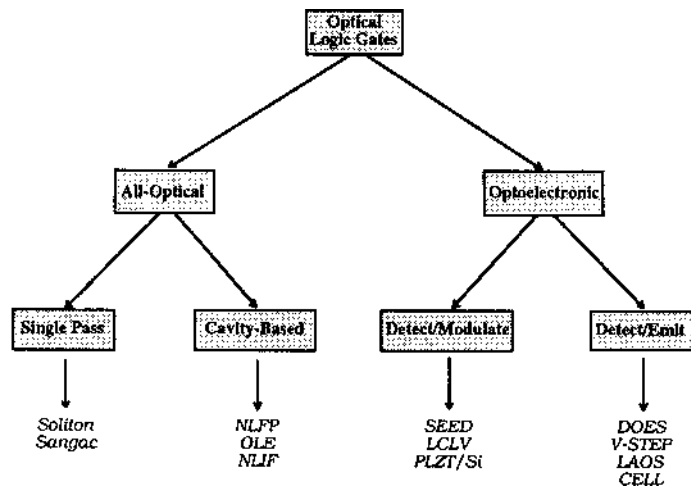 Optical
Logic Gates
All-Optical
Optoelectronic
Single Pass
Cavity-Based
Detect/Modulate
Detect/Emit
Soliton
Sangac
NLFP
OLE
NLIF
SEED
LCLV
PLZT/Si
DOES
V-STEP
LAOS
CELL